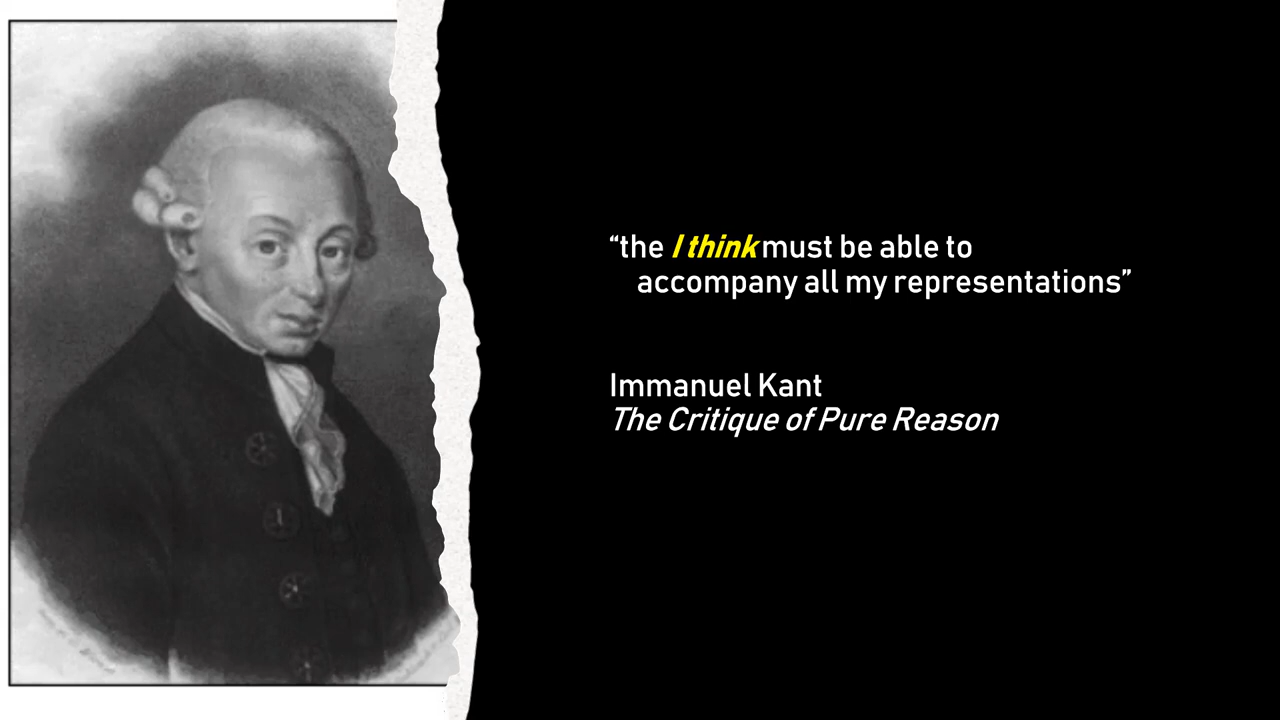 “the I think must be able to
accompany all my representations”
Immanuel Kant
The Critique of Pure Reason